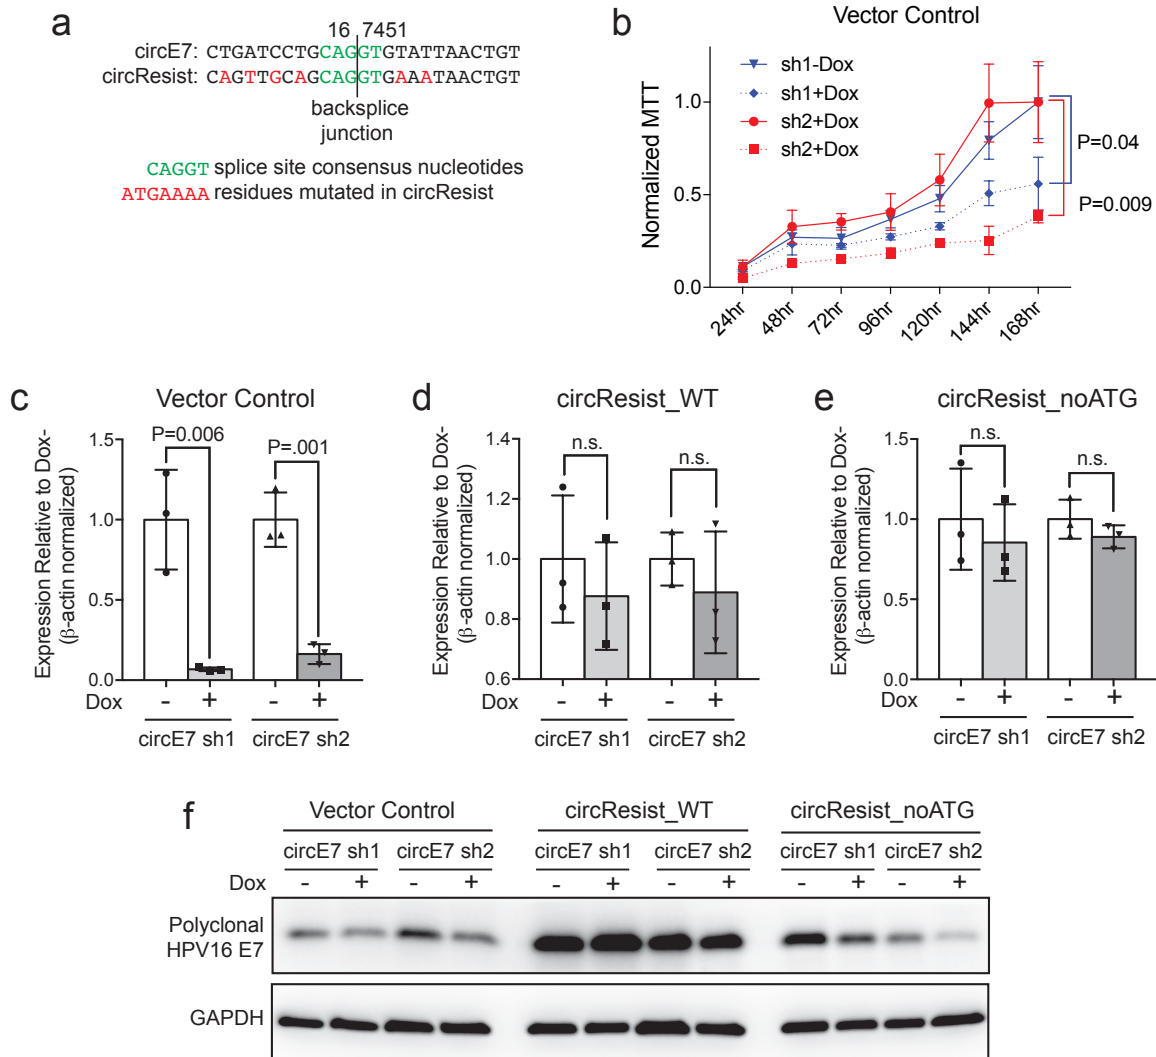 a
16 7451
circE7: CTGATCCTGCAGGTGTATTAACTGT
circResist: CAGTTGCAGCAGGTGAAATAACTGT
backsplice
junction
CAGGT splice site consensus nucleotides
ATGAAAA residues mutated in circResist
b
Vector Control
Normalized MTT
1.0
0.5
0.0
sh1-Dox
sh1+Dox
sh2+Dox
sh2+Dox
P=0.04
P=0.009
24hr 48hr 72hr 96hr 120hr 144hr 168hr
c
Vector Control
Expression Relative to Dox-
(β-actin normalized)
1.5
1.0
0.5
0.0
P=0.006
P=.001
Dox - + - +
circE7 sh1 circE7 sh2
d
circResist_WT
Expression Relative to Dox-
(β-actin normalized)
1.4
1.2
1.0
0.8
0.6
n.s.
n.s.
Dox - + - +
circE7 sh1 circE7 sh2
e
circResist_noATG
Expression Relative to Dox-
(β-actin normalized)
1.5
1.0
0.5
0.0
n.s.
n.s.
Dox - + - +
circE7 sh1 circE7 sh2
f
Vector Control circResist_WT circResist_noATG
circE7 sh1 circE7 sh2 circE7 sh1 circE7 sh2 circE7 sh1 circE7 sh2
Dox - + - + - + - + - + - +
Polyclonal
HPV16 E7
GAPDH